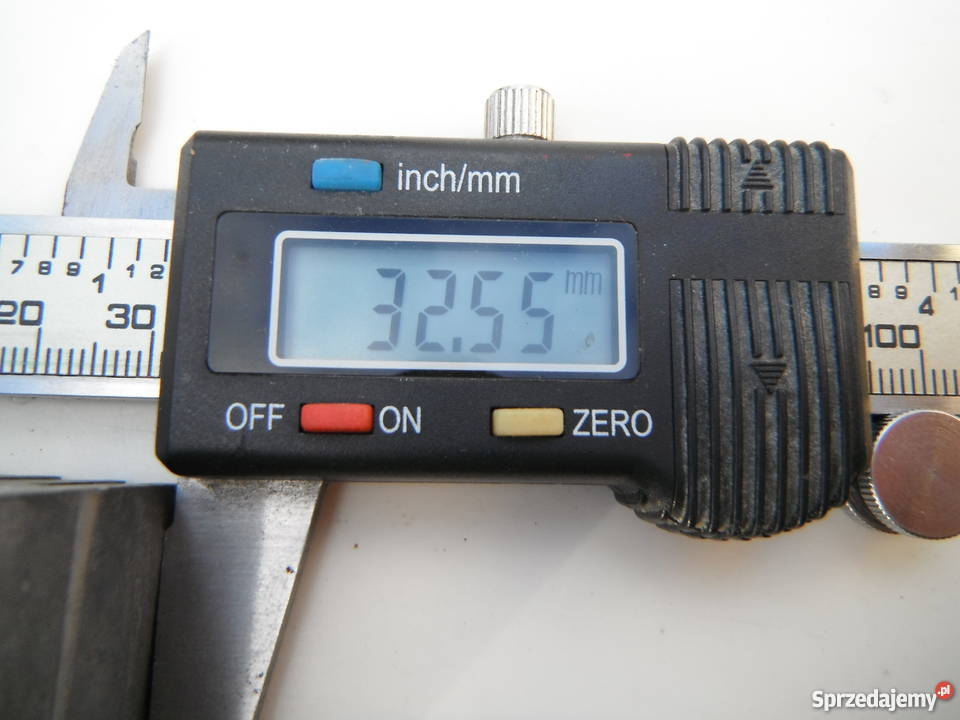 inch/mm
7 8 9 1 1 2
20 30
32.55 mm
8 9 4 1
100
OFF ON ZERO
Sprzedajemy.pl